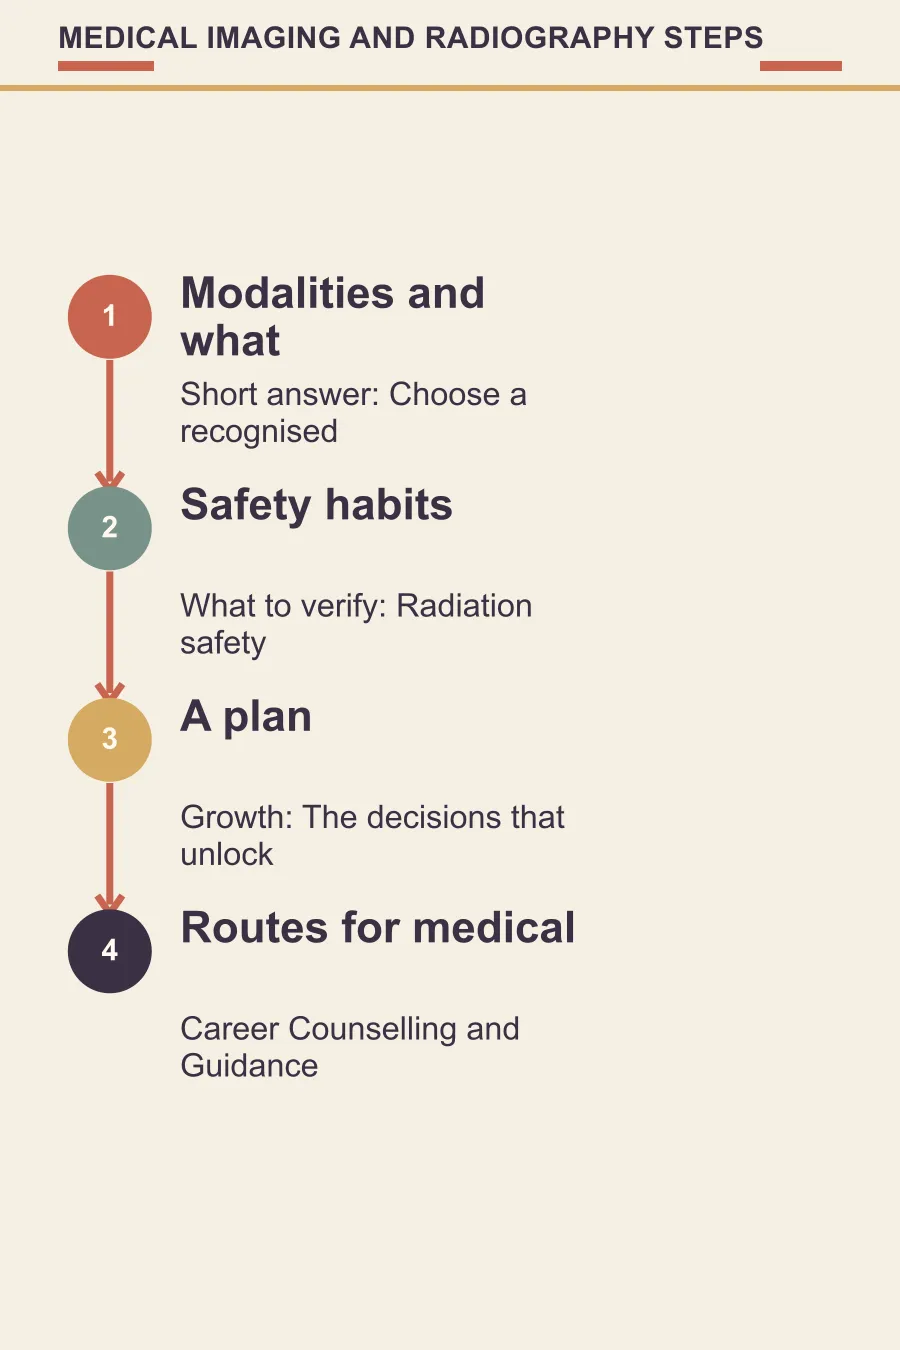 MEDICAL IMAGING AND RADIOGRAPHY STEPS
1
Modalities and
what
Short answer: Choose a
recognised
2
Safety habits
What to verify: Radiation
safety
3
A plan
Growth: The decisions that
unlock
4
Routes for medical
Career Counselling and
Guidance